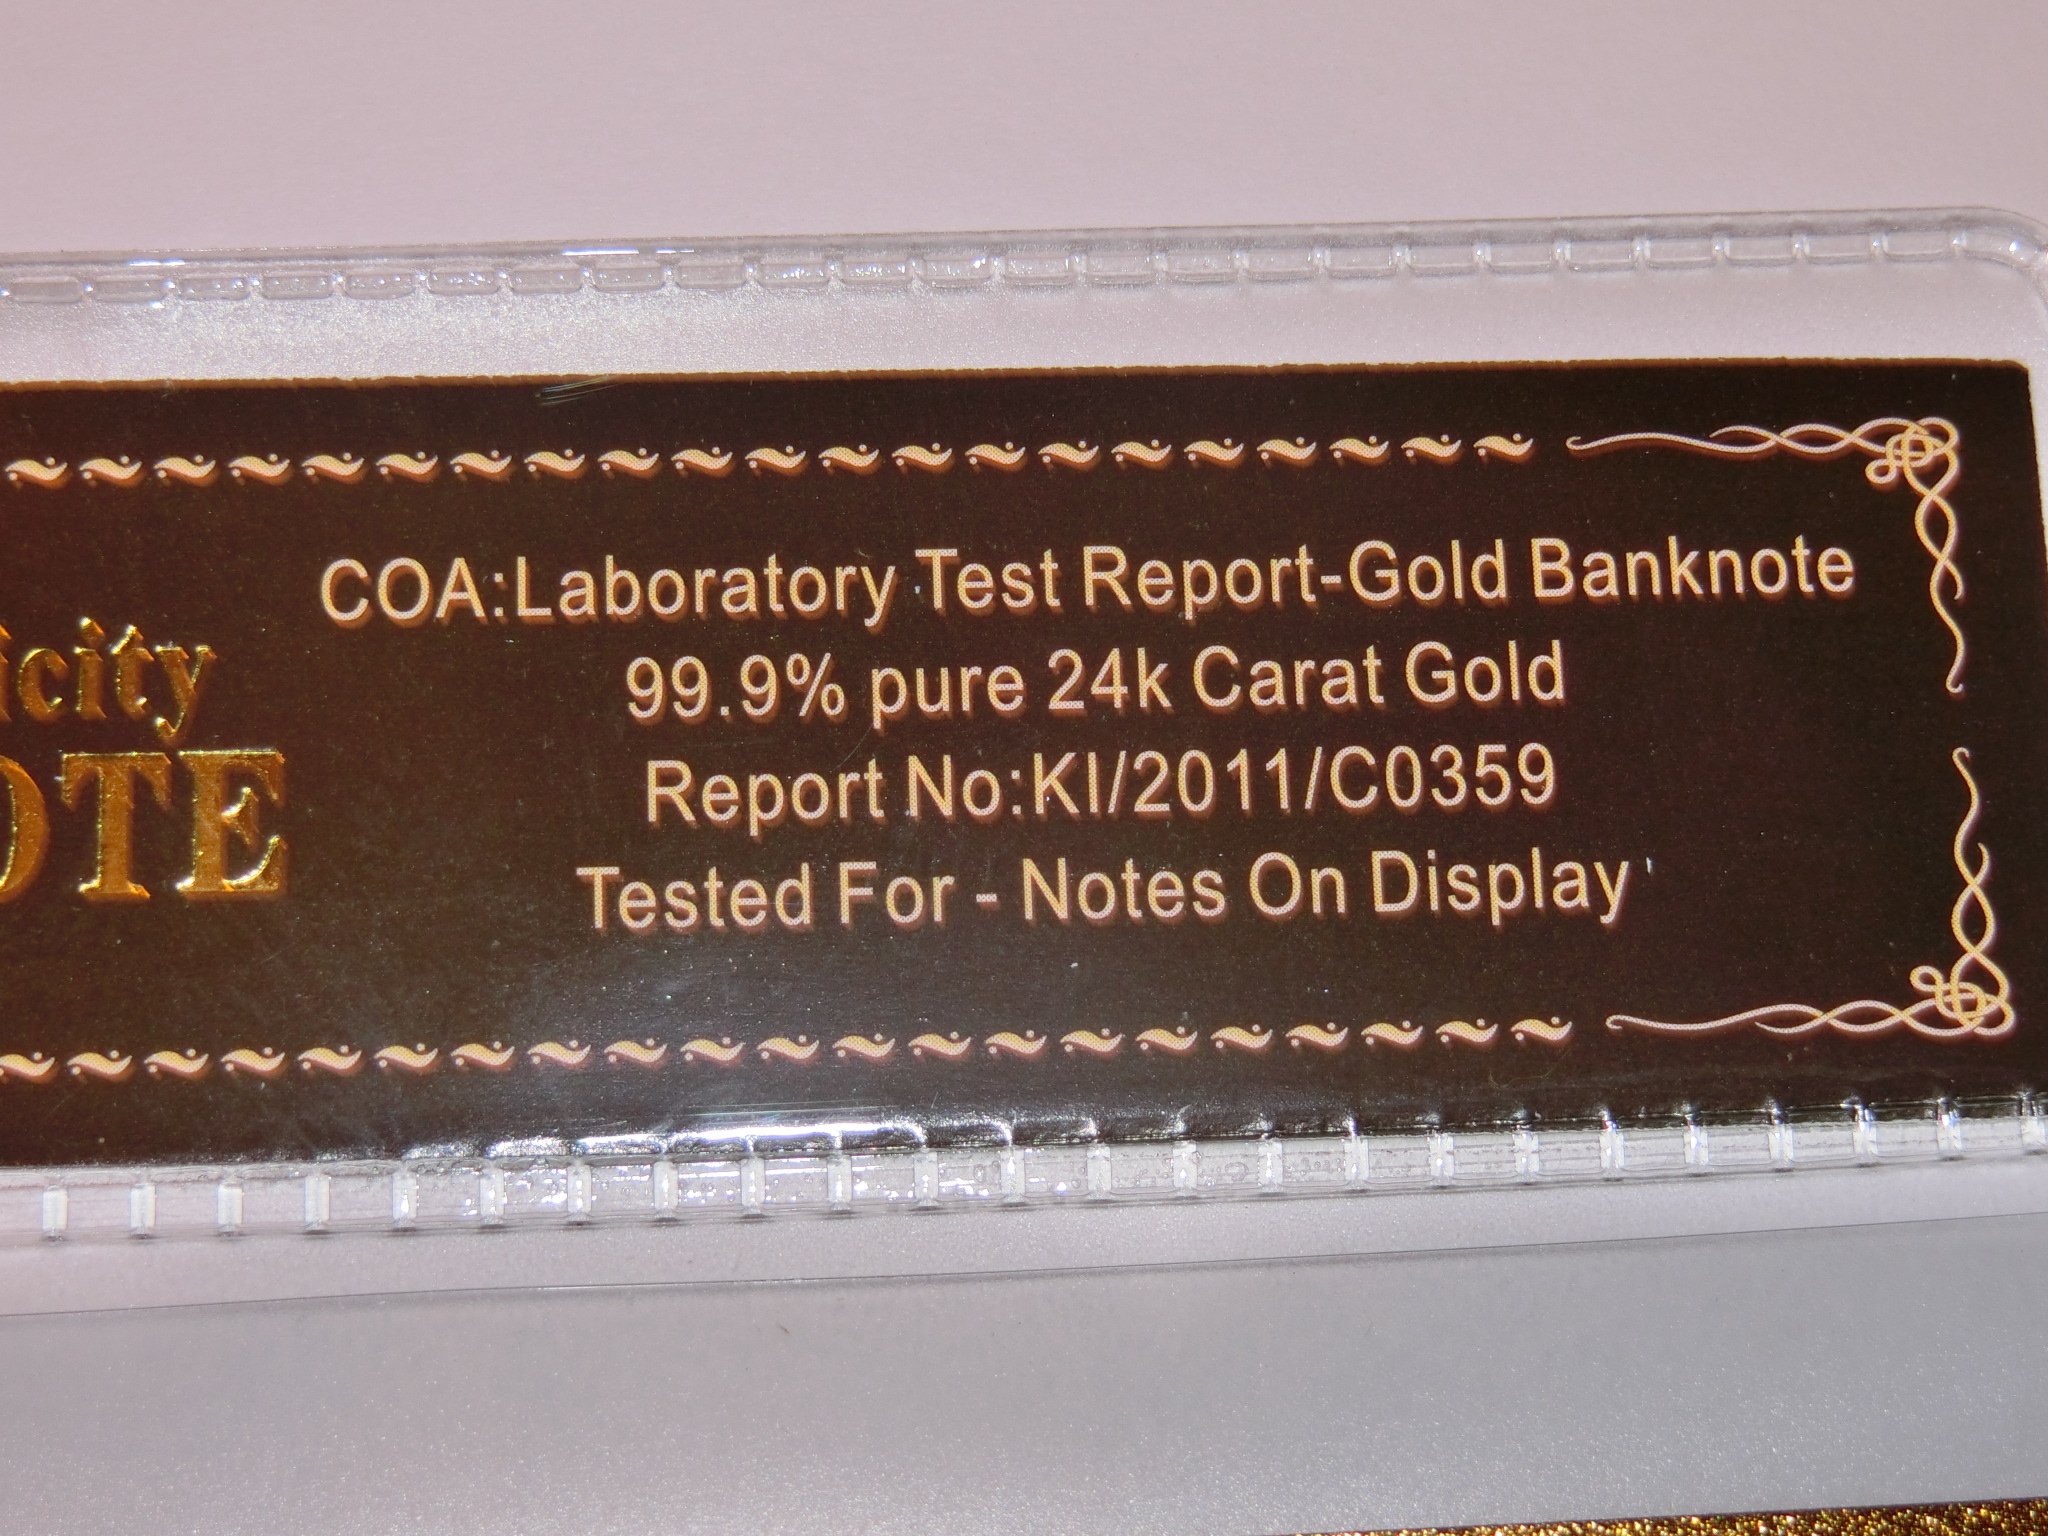 COA:Laboratory Test Report-Gold Banknote
99.9% pure 24k Carat Gold
Report No:KI/2011/C0359
Tested For - Notes On Display
icity
OTE